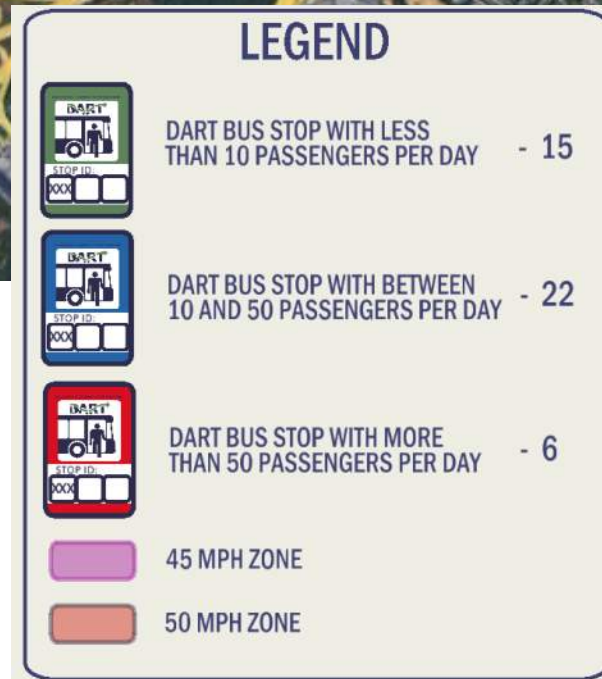 LEGEND
DART
STOP ID:
XXX
DART BUS STOP WITH LESS
THAN 10 PASSENGERS PER DAY - 15
DART
STOP ID:
XXX
DART BUS STOP WITH BETWEEN
10 AND 50 PASSENGERS PER DAY - 22
DART
STOP ID:
XXX
DART BUS STOP WITH MORE
THAN 50 PASSENGERS PER DAY - 6
45 MPH ZONE
50 MPH ZONE